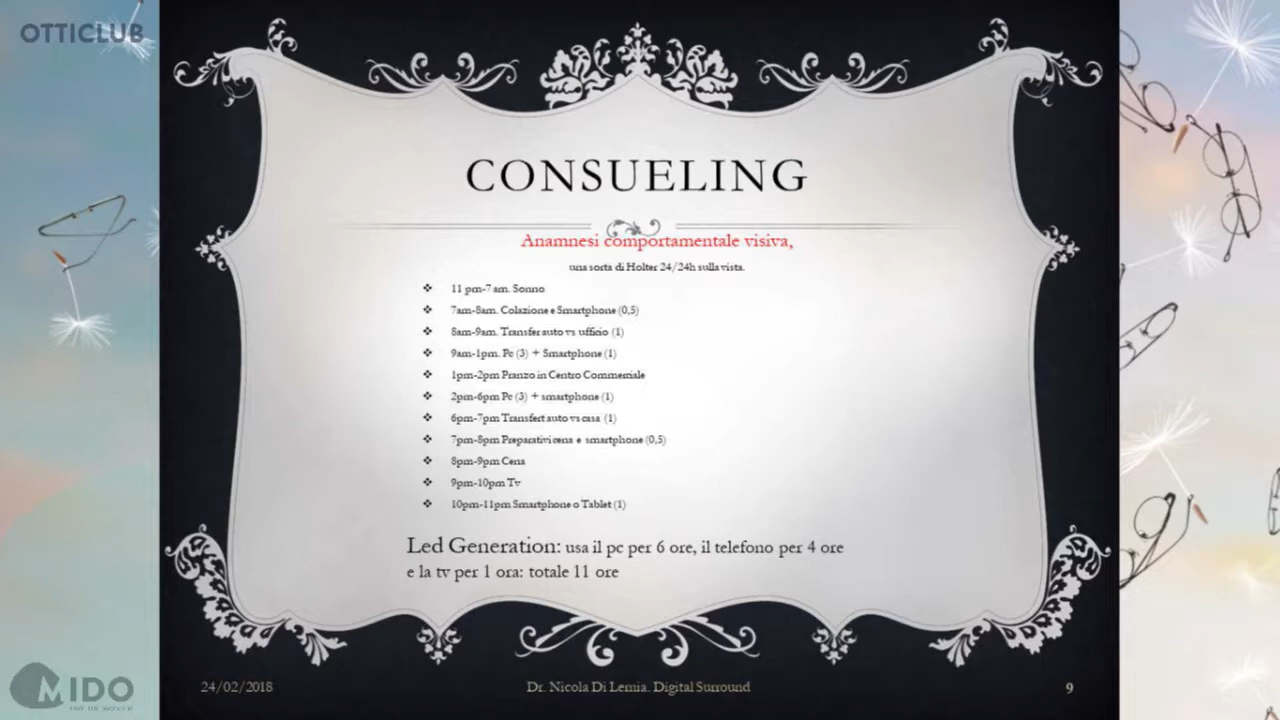 OTTICLUB
CONSUELING
Anamnesi comportamentale visiva,
una sorta di Holter 24/24h sulla vista.
❖ 11 pm-7 am. Sonno
❖ 7am-8am. Colazione e Smartphone (0,5)
❖ 8am-9am. Transfer auto vs ufficio (1)
❖ 9am-1pm. Pc (3) + Smartphone (1)
❖ 1pm-2pm Pranzo in Centro Commerciale
❖ 2pm-6pm Pc (3) + smartphone (1)
❖ 6pm-7pm Transfert auto vs casa (1)
❖ 7pm-8pm Preparativi cena e smartphone (0,5)
❖ 8pm-9pm Cena
❖ 9pm-10pm Tv
❖ 10pm-11pm Smartphone o Tablet (1)
Led Generation: usa il pc per 6 ore, il telefono per 4 ore
e la tv per 1 ora: totale 11 ore
24/02/2018
Dr. Nicola Di Lernia. Digital Surround
9
MIDO